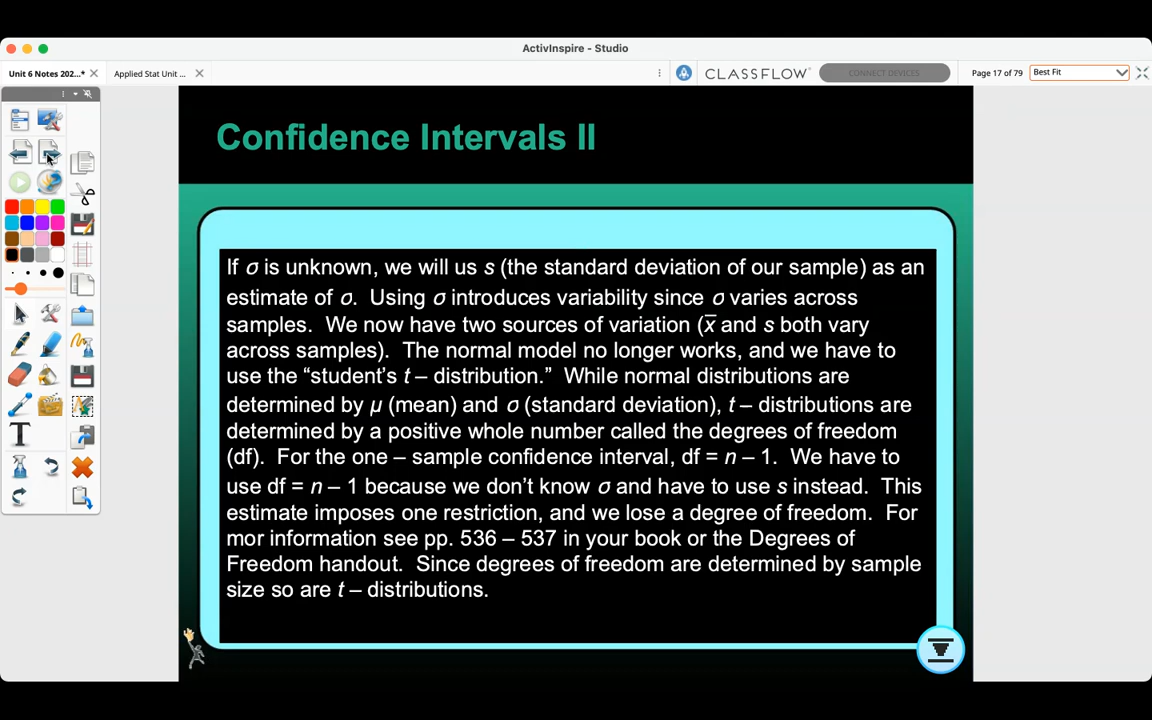 ActivInspire - Studio
Unit 6 Notes 202...*
Applied Stat Unit ...
CLASSFLOW
CONNECT DEVICES
Page 17 of 79
Best Fit
Confidence Intervals II
If σ is unknown, we will us s (the standard deviation of our sample) as an
estimate of σ. Using σ introduces variability since σ varies across
samples. We now have two sources of variation (x̄ and s both vary
across samples). The normal model no longer works, and we have to
use the “student’s t – distribution.” While normal distributions are
determined by μ (mean) and σ (standard deviation), t – distributions are
determined by a positive whole number called the degrees of freedom
(df). For the one – sample confidence interval, df = n – 1. We have to
use df = n – 1 because we don’t know σ and have to use s instead. This
estimate imposes one restriction, and we lose a degree of freedom. For
mor information see pp. 536 – 537 in your book or the Degrees of
Freedom handout. Since degrees of freedom are determined by sample
size so are t – distributions.
T